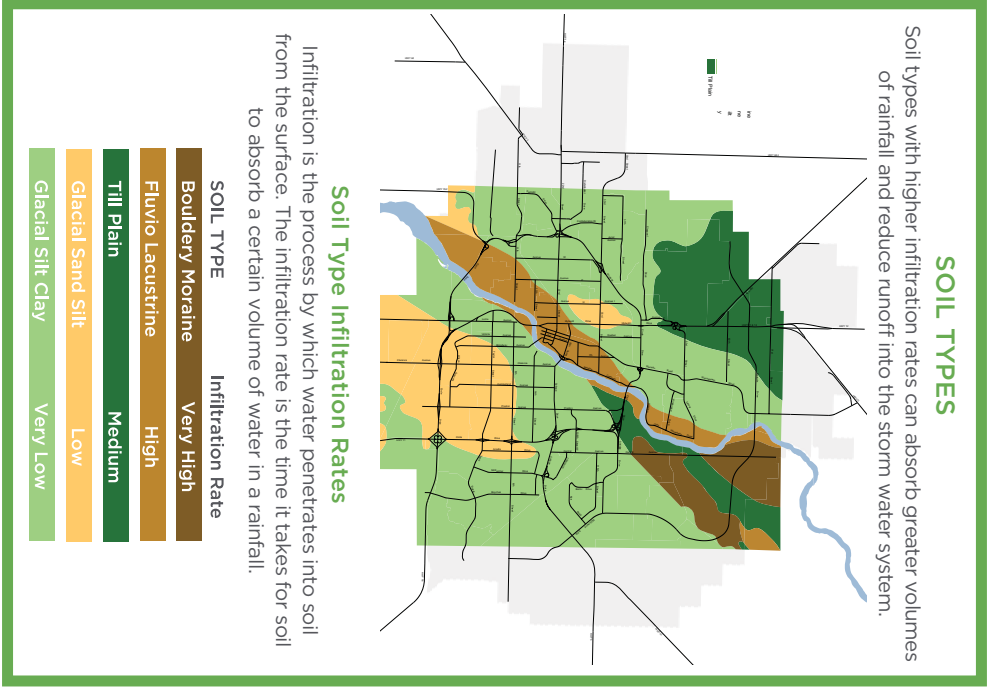 SOIL TYPES
Soil types with higher infiltration rates can absorb greater volumes
of rainfall and reduce runoff into the storm water system.
Till Plain
Soil Type Infiltration Rates
Infiltration is the process by which water penetrates into soil
from the surface. The infiltration rate is the time it takes for soil
to absorb a certain volume of water in a rainfall.
SOIL TYPE Infiltration Rate
Bouldery Moraine Very High
Fluvio Lacustrine High
Till Plain Medium
Glacial Sand Silt Low
Glacial Silt Clay Very Low